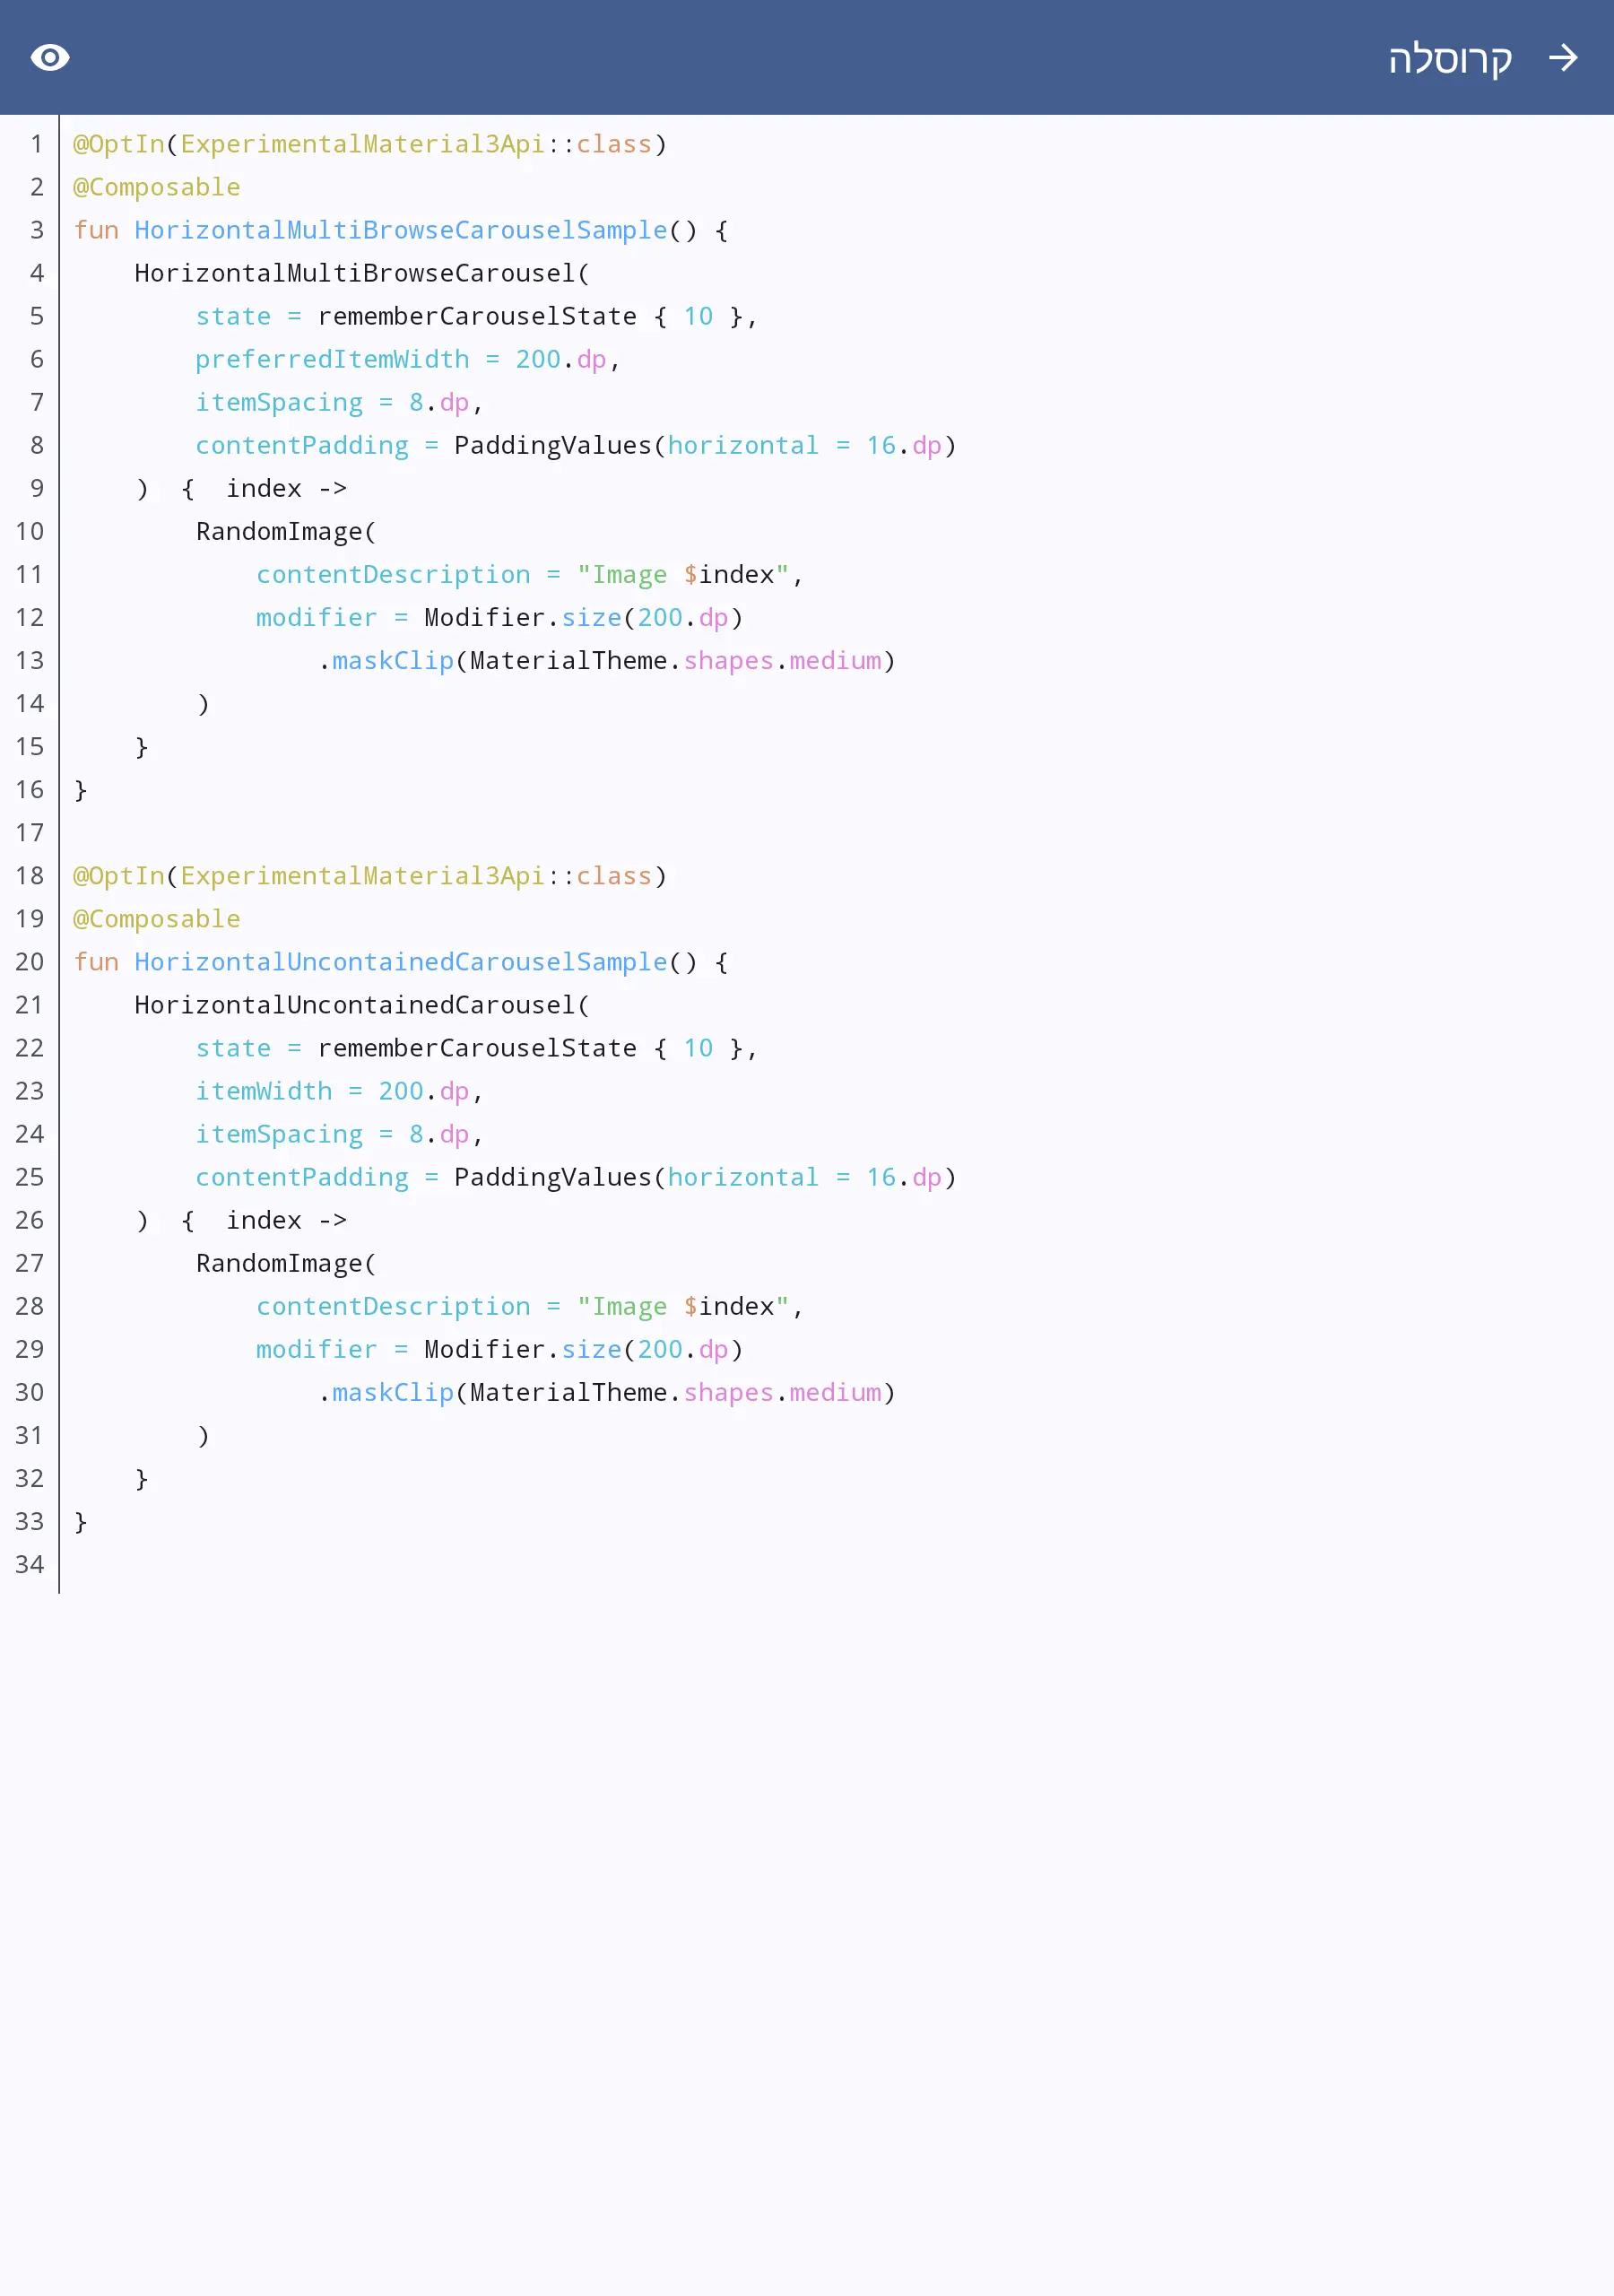 קרוסלה
1 @OptIn(ExperimentalMaterial3Api::class)
2 @Composable
3 fun HorizontalMultiBrowseCarouselSample() {
4     HorizontalMultiBrowseCarousel(
5         state = rememberCarouselState { 10 },
6         preferredItemWidth = 200.dp,
7         itemSpacing = 8.dp,
8         contentPadding = PaddingValues(horizontal = 16.dp)
9     )  {  index ->
10         RandomImage(
11             contentDescription = "Image $index",
12             modifier = Modifier.size(200.dp)
13                 .maskClip(MaterialTheme.shapes.medium)
14         )
15     }
16 }
17
18 @OptIn(ExperimentalMaterial3Api::class)
19 @Composable
20 fun HorizontalUncontainedCarouselSample() {
21     HorizontalUncontainedCarousel(
22         state = rememberCarouselState { 10 },
23         itemWidth = 200.dp,
24         itemSpacing = 8.dp,
25         contentPadding = PaddingValues(horizontal = 16.dp)
26     )  {  index ->
27         RandomImage(
28             contentDescription = "Image $index",
29             modifier = Modifier.size(200.dp)
30                 .maskClip(MaterialTheme.shapes.medium)
31         )
32     }
33 }
34